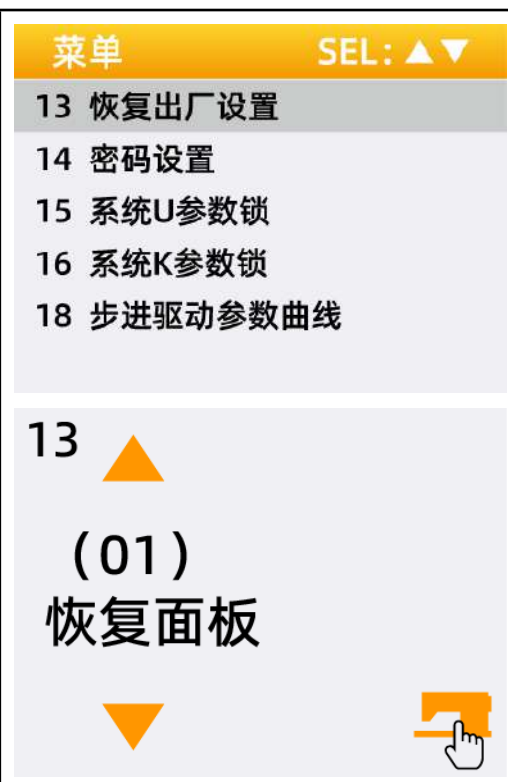 菜单 SEL:▲▼
13 恢复出厂设置
14 密码设置
15 系统U参数锁
16 系统K参数锁
18 步进驱动参数曲线
13
（01）
恢复面板